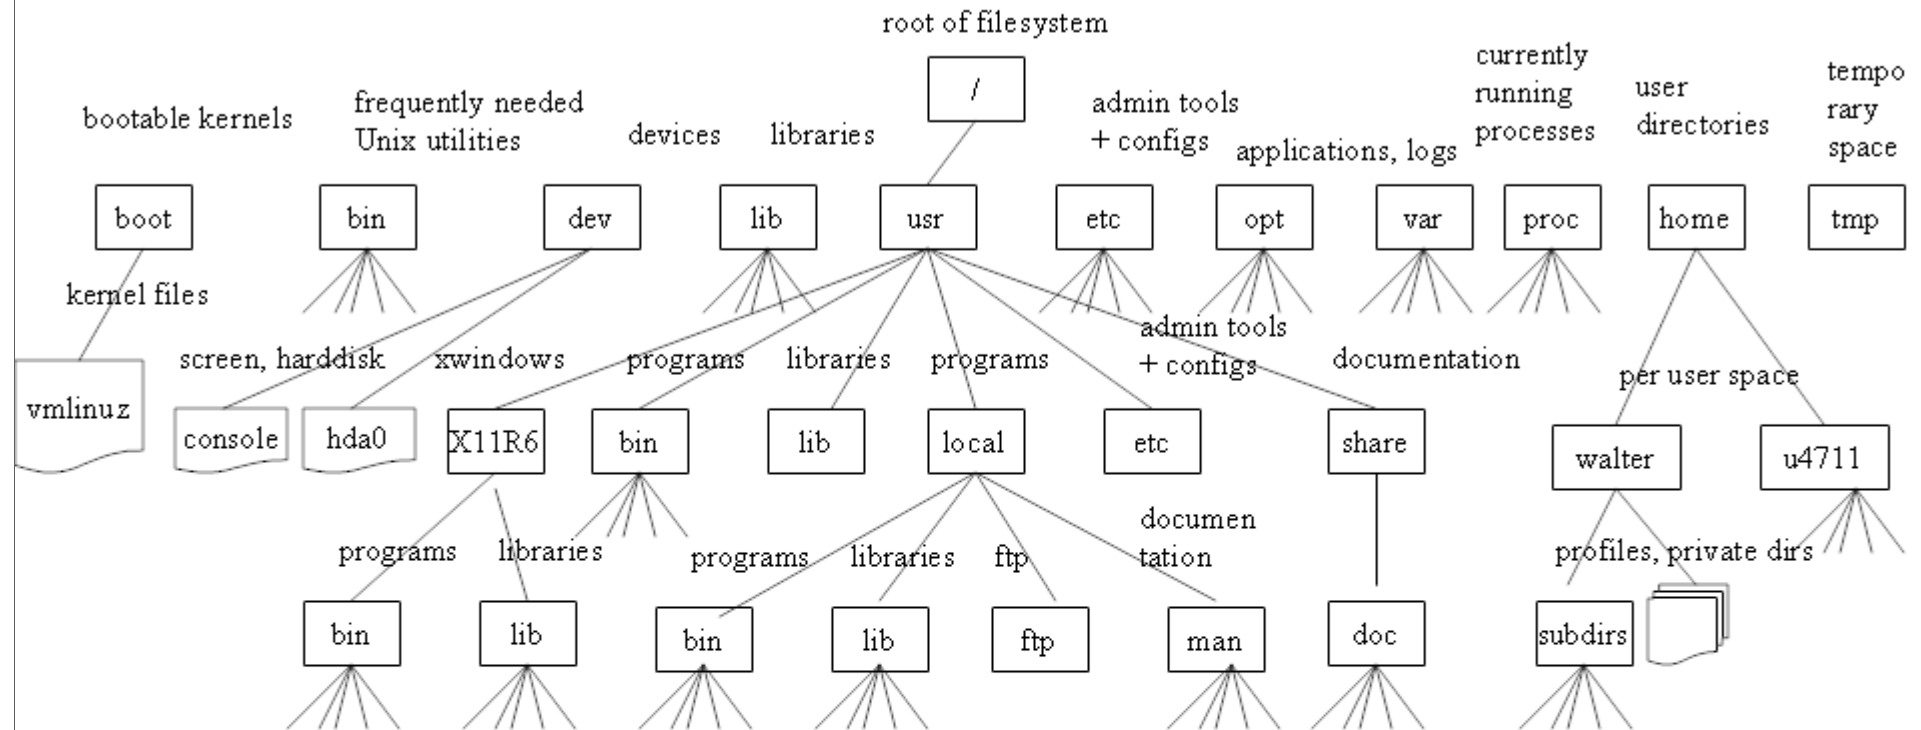 root of filesystem
/
bootable kernels
frequently needed
Unix utilities
devices
libraries
admin tools
+ configs
applications, logs
currently
running
processes
user
directories
tempo
rary
space
boot
bin
dev
lib
usr
etc
opt
var
proc
home
tmp
kernel files
screen, harddisk
xwindows
programs
libraries
programs
admin tools
+ configs
documentation
per user space
vmlinuz
console
hda0
X11R6
bin
lib
local
etc
share
walter
u4711
programs
libraries
programs
libraries
ftp
documen
tation
profiles, private dirs
bin
lib
bin
lib
ftp
man
doc
subdirs